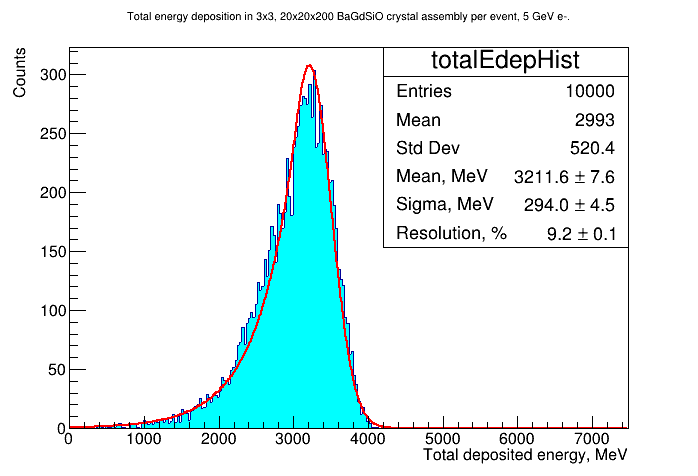 Total energy deposition in 3x3, 20x20x200 BaGdSiO crystal assembly per event, 5 GeV e-.
Counts
totalEdepHist
Entries 10000
Mean 2993
Std Dev 520.4
Mean, MeV 3211.6 ± 7.6
Sigma, MeV 294.0 ± 4.5
Resolution, % 9.2 ± 0.1
300
250
200
150
100
50
0
0 1000 2000 3000 4000 5000 6000 7000
Total deposited energy, MeV